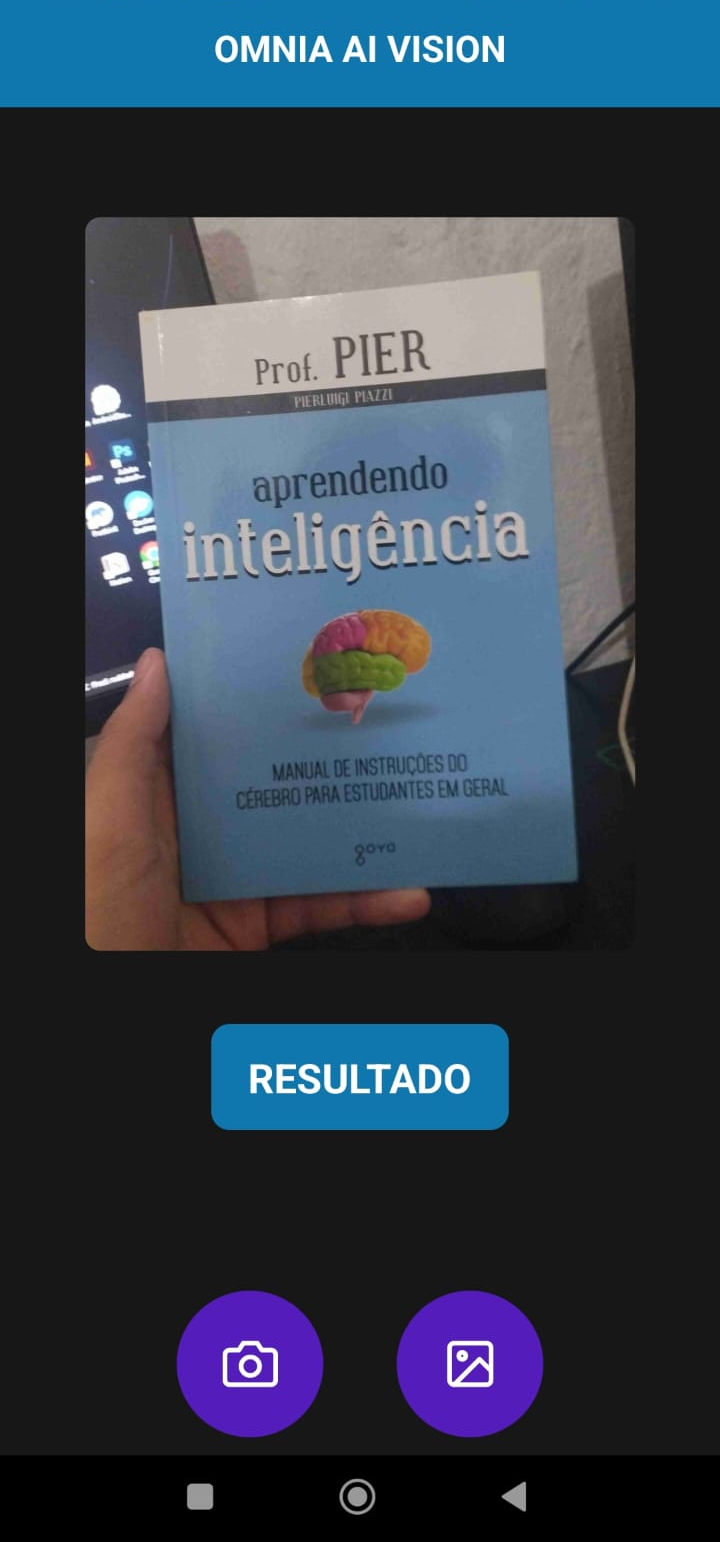 OMNIA AI VISION
Prof. PIER
PIERLUIGI PIAZZI
aprendendo
inteligência
MANUAL DE INSTRUÇÕES DO
CÉREBRO PARA ESTUDANTES EM GERAL
goya
Ps
RESULTADO